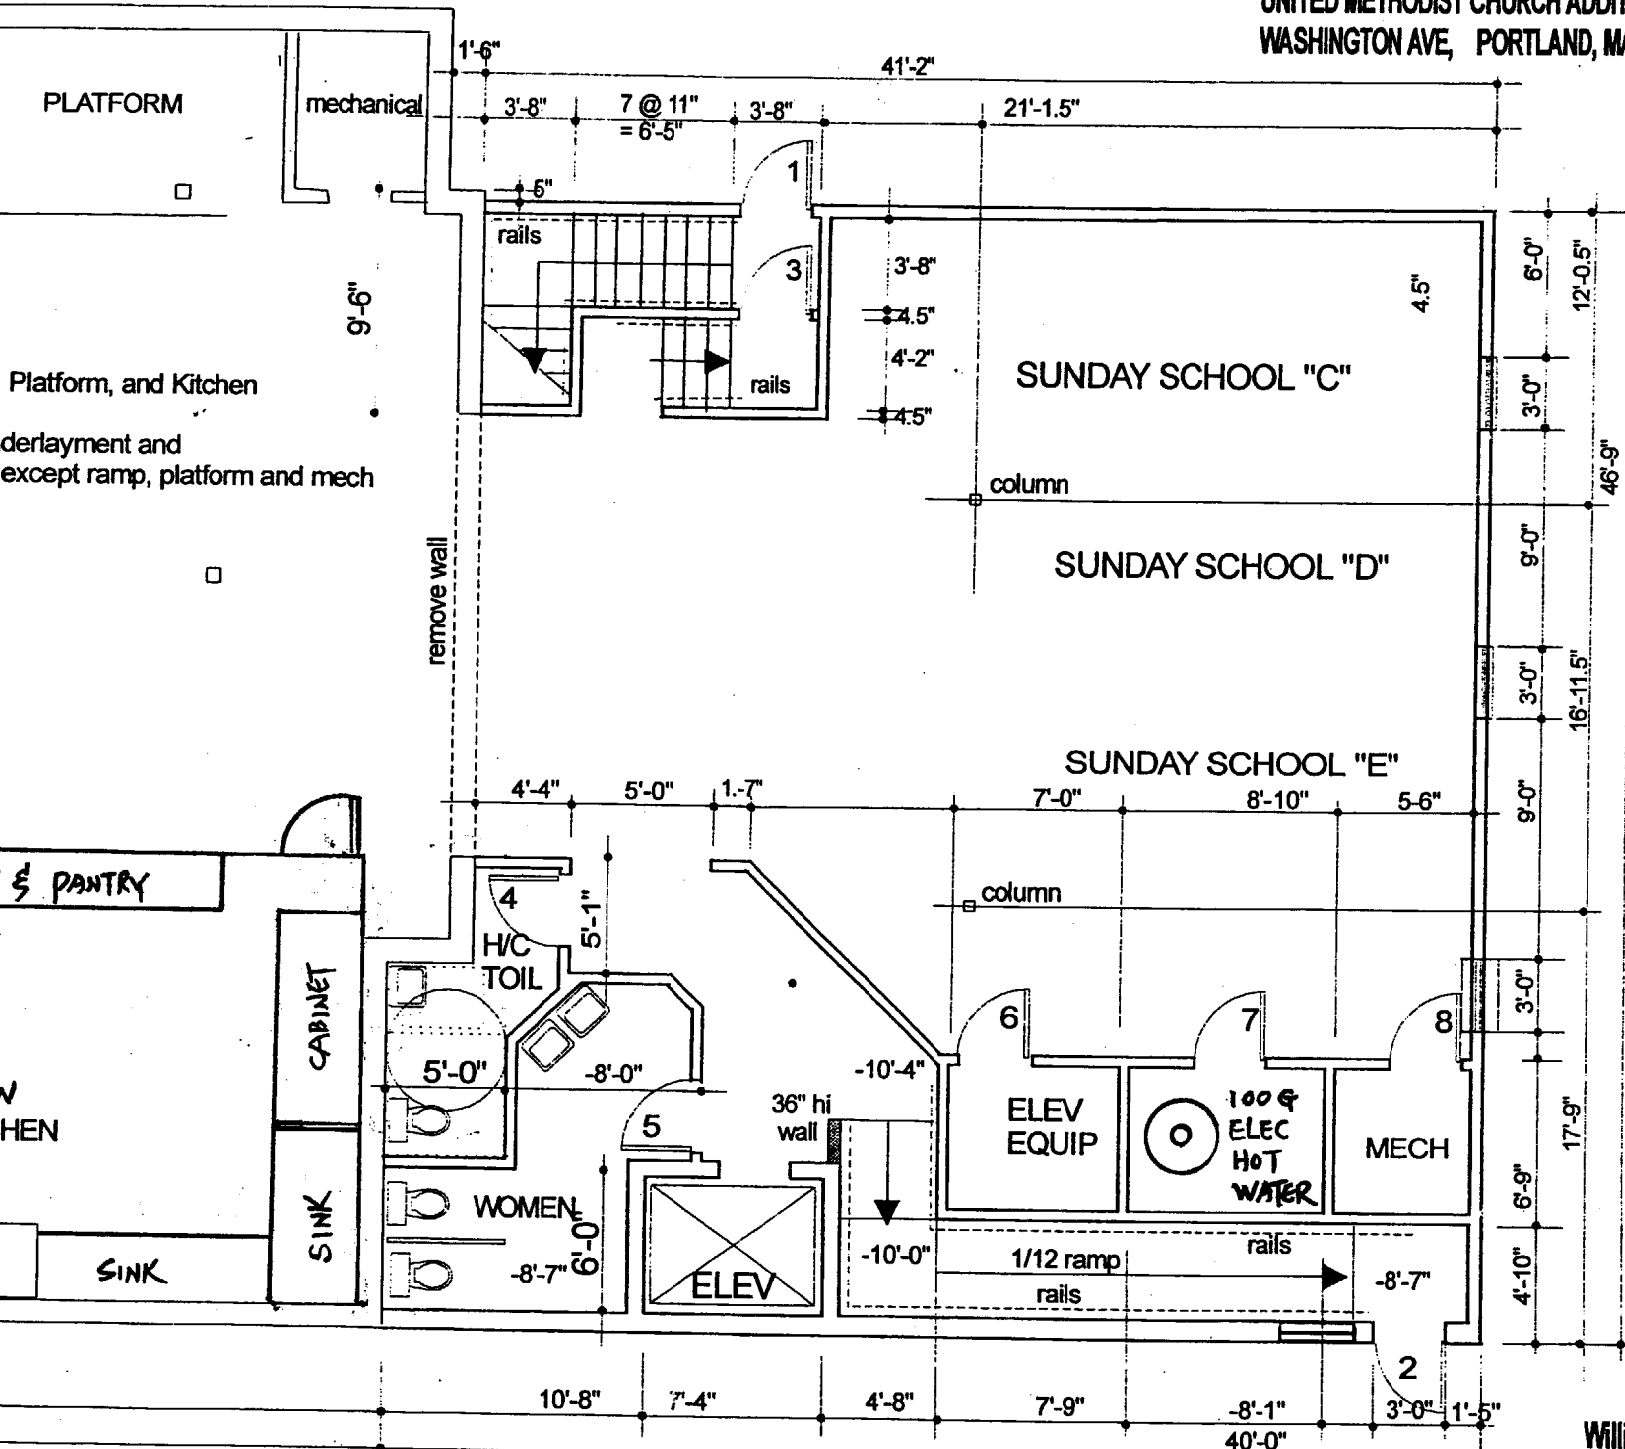 UNITED METHODIST CHURCH
WASHINGTON AVE, PORTLAND,
1'-6"
41'-2"
PLATFORM
mechanical
3'-8"
7 @ 11"
= 6'-5"
3'-8"
21'-1.5"
1
6"
rails
3
3'-8"
4.5"
6'-0"
12'-0.5"
9'-6"
4.5"
4'-2"
SUNDAY SCHOOL "C"
Platform, and Kitchen
rails
3'-0"
4.5"
derlayment and
except ramp, platform and mech
column
46'-9"
remove wall
SUNDAY SCHOOL "D"
9'-0"
3'-0"
16'-11.5"
SUNDAY SCHOOL "E"
4'-4"
5'-0"
1.-7"
7'-0"
8'-10"
5-6"
9'-0"
& PANTRY
4
column
5'-1"
H/C
TOIL
CABINET
6
7
8
3'-0"
5'-0"
-8'-0"
-10'-4"
36" hi
wall
ELEV
EQUIP
100 G
ELEC
HOT
WATER
MECH
HEN
5
17'-9"
WOMEN
6'-0"
6'-9"
SINK
SINK
-8'-7"
ELEV
-10'-0"
1/12 ramp
rails
rails
-8'-7"
4'-10"
2
10'-8"
7'-4"
4'-8"
7'-9"
-8'-1"
3'-0"
1'-5"
40'-0"
Willi